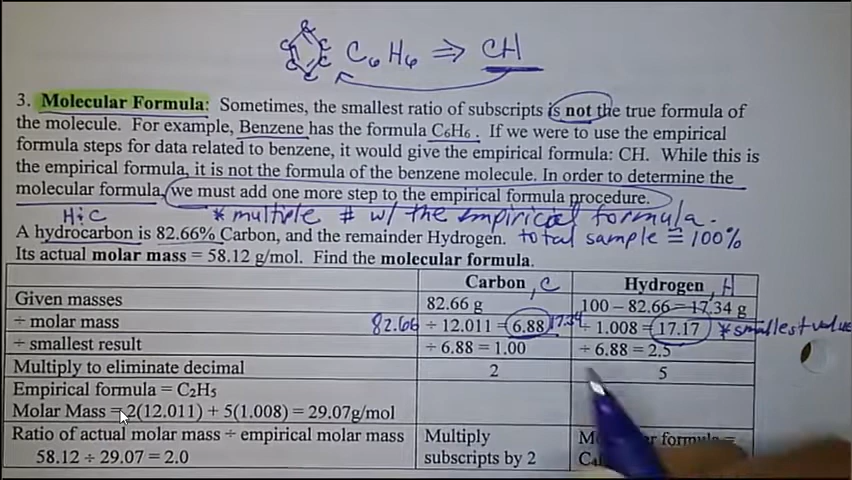 C C C C C C C₆H₆ ⇒ CH
3. Molecular Formula: Sometimes, the smallest ratio of subscripts is not the true formula of
the molecule. For example, Benzene has the formula C₆H₆ . If we were to use the empirical
formula steps for data related to benzene, it would give the empirical formula: CH. While this is
the empirical formula, it is not the formula of the benzene molecule. In order to determine the
molecular formula, we must add one more step to the empirical formula procedure.
H & C *multiple # w/ the empirical formula.
A hydrocarbon is 82.66% Carbon, and the remainder Hydrogen. total sample = 100%
Its actual molar mass = 58.12 g/mol. Find the molecular formula.
Carbon, C Hydrogen, H
Given masses 82.66 g 100 – 82.66 = 17.34 g
÷ molar mass 82.66 ÷ 12.011 = 6.88 17.34 ÷ 1.008 = 17.17 *smallest value
÷ smallest result ÷ 6.88 = 1.00 ÷ 6.88 = 2.5
Multiply to eliminate decimal 2 5
Empirical formula = C₂H₅
Molar Mass = 2(12.011) + 5(1.008) = 29.07g/mol
Ratio of actual molar mass ÷ empirical molar mass Multiply formula =
58.12 ÷ 29.07 = 2.0 subscripts by 2